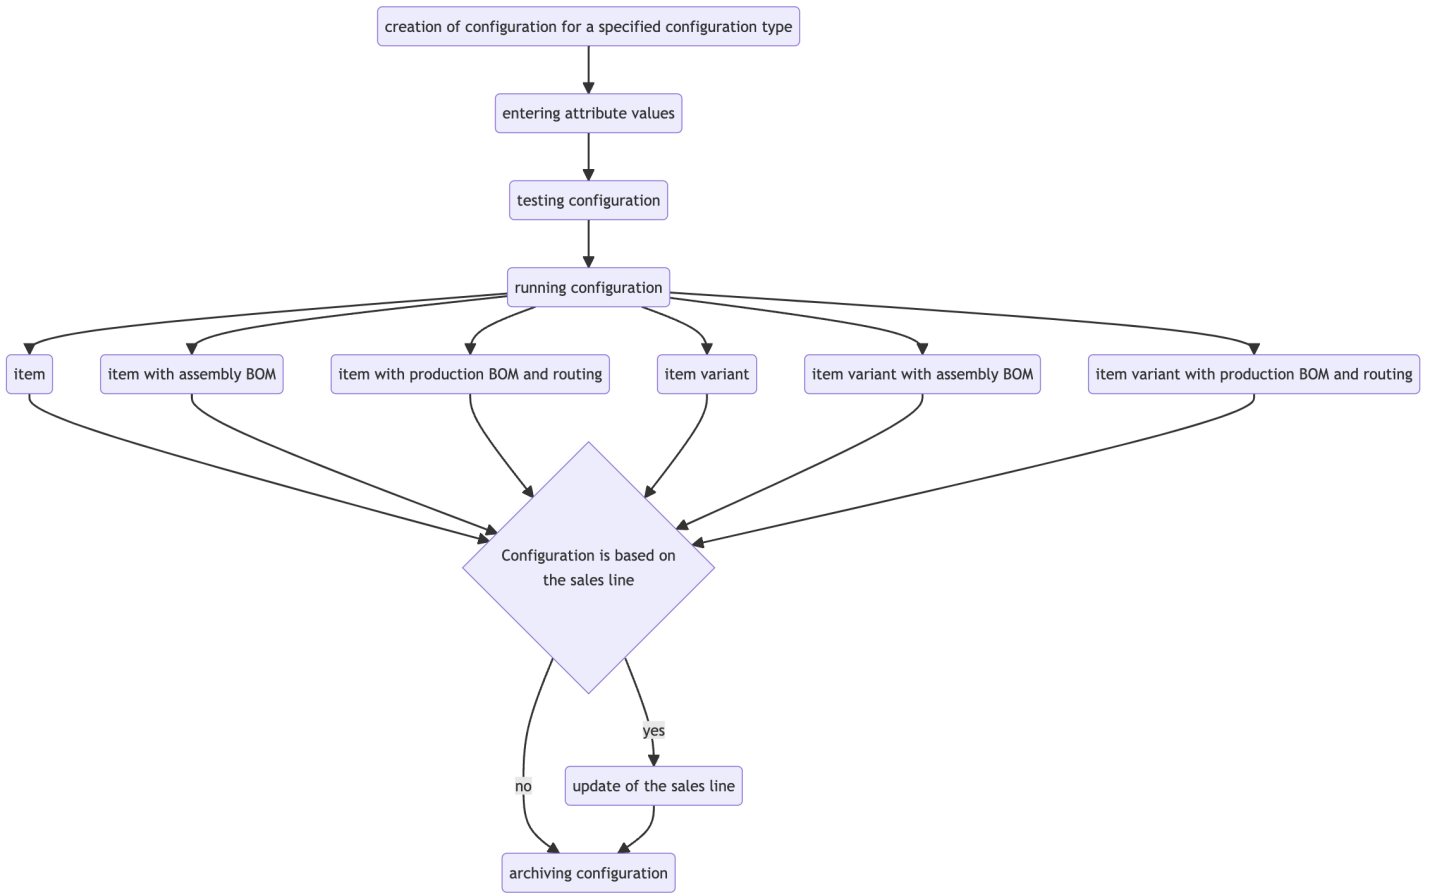 creation of configuration for a specified configuration type
entering attribute values
testing configuration
running configuration
item
item with assembly BOM
item with production BOM and routing
item variant
item variant with assembly BOM
item variant with production BOM and routing
Configuration is based on
the sales line
yes
no
update of the sales line
archiving configuration